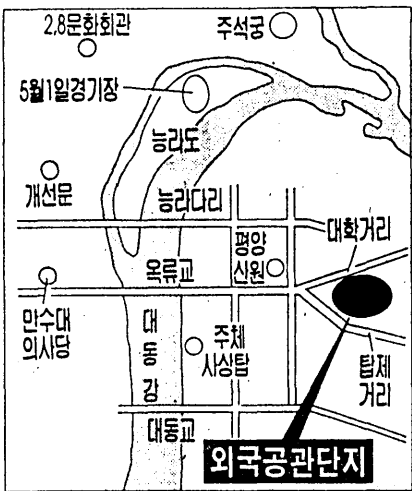 2,8문화회관
주석궁
5월1일경기장
능라도
개선문
능라다리
대학거리
평양
산원
옥류교
만수대
의사당
대동강
주체
사상탑
탑제
거리
대동교
외국공관단지